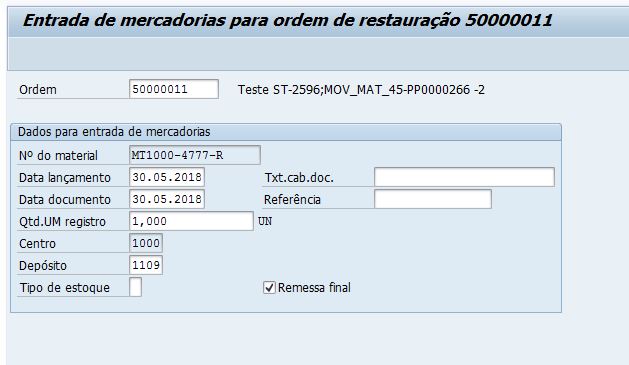 Entrada de mercadorias para ordem de restauração 50000011
Ordem 50000011 Teste ST-2596;MOV_MAT_45-PP0000266 -2
Dados para entrada de mercadorias
Nº do material MT1000-4777-R
Data lançamento 30.05.2018 Txt.cab.doc.
Data documento 30.05.2018 Referência
Qtd.UM registro 1,000 UN
Centro 1000
Depósito 1109
Tipo de estoque Remessa final